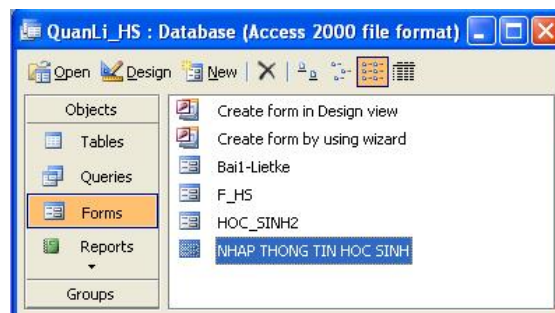 QuanLi_HS : Database (Access 2000 file format)
Open Design New
Objects
Tables
Queries
Forms
Reports
Groups
Create form in Design view
Create form by using wizard
Bai1-Lietke
F_HS
HOC_SINH2
NHAP THONG TIN HOC SINH